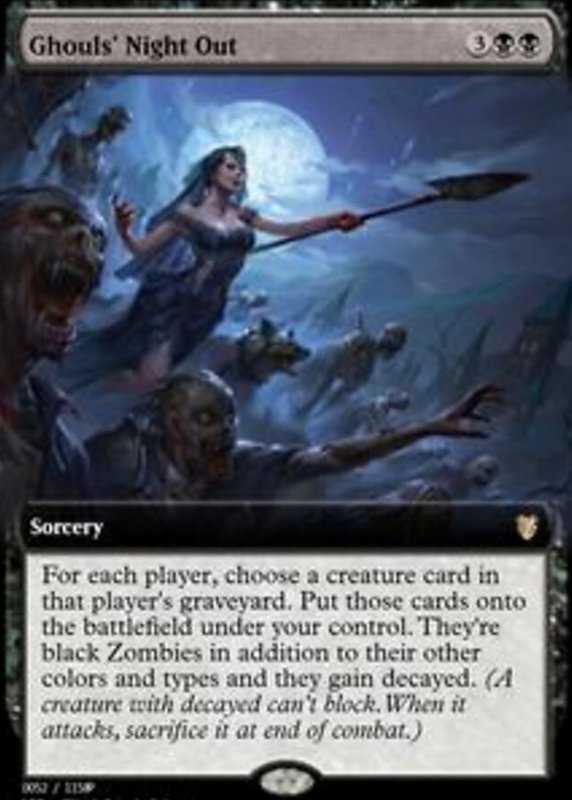 Ghouls' Night Out 3
Sorcery
For each player, choose a creature card in
that player's graveyard. Put those cards onto
the battlefield under your control. They're
black Zombies in addition to their other
colors and types and they gain decayed. (A
creature with decayed can't block. When it
attacks, sacrifice it at end of combat.)